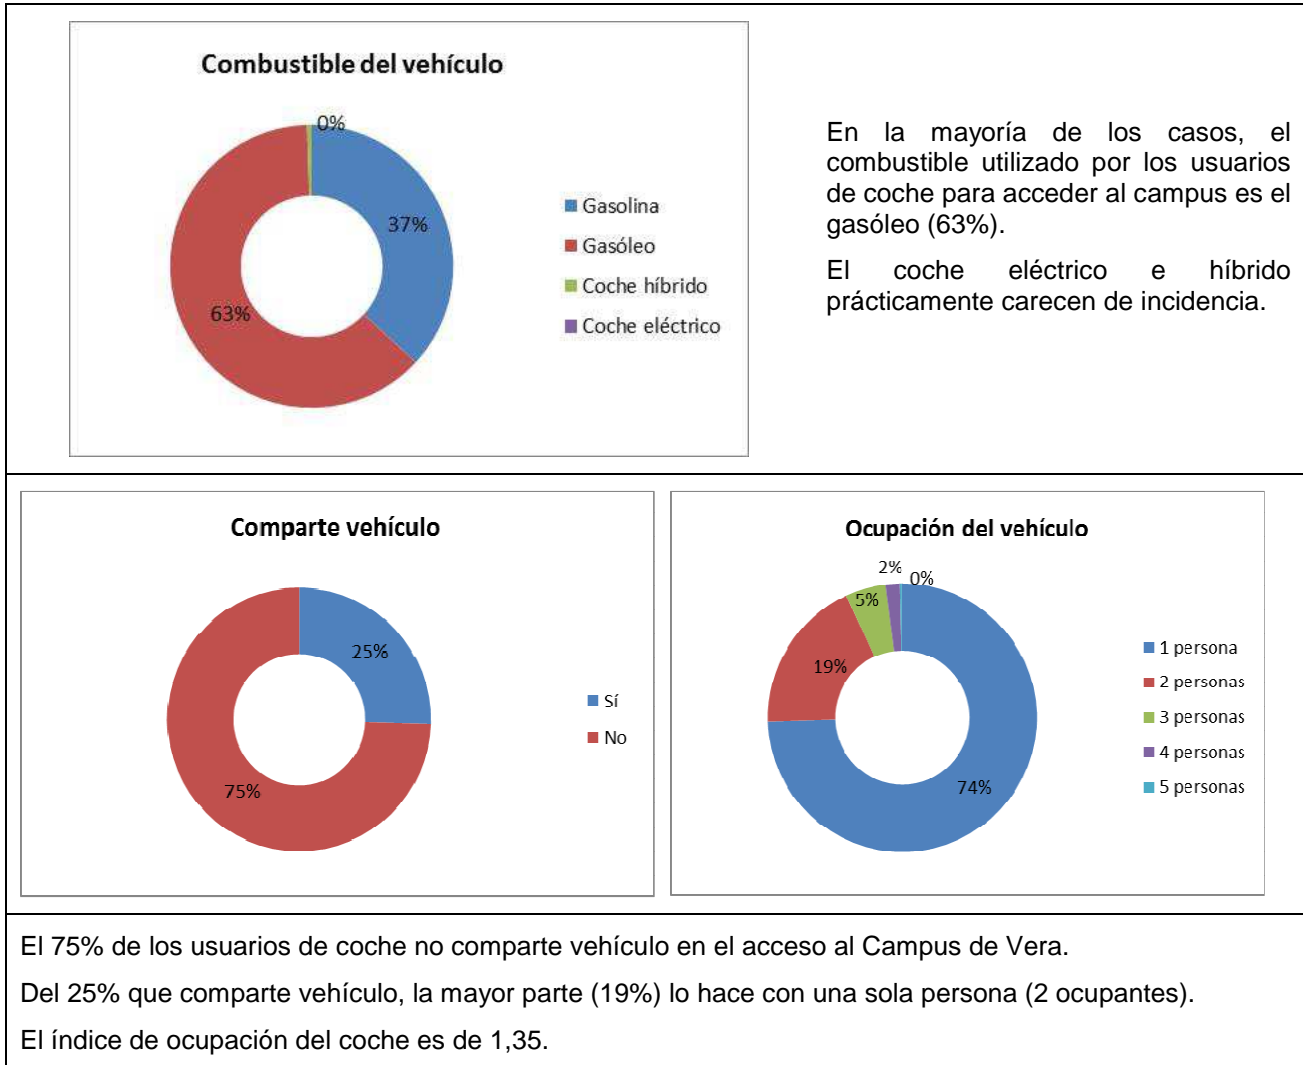 Combustible del vehículo
0%
37%
63%
Gasolina
Gasóleo
Coche híbrido
Coche eléctrico
En la mayoría de los casos, el
combustible utilizado por los usuarios
de coche para acceder al campus es el
gasóleo (63%).
El coche eléctrico e híbrido
prácticamente carecen de incidencia.
Comparte vehículo
25%
75%
Sí
No
Ocupación del vehículo
2%
0%
5%
19%
74%
1 persona
2 personas
3 personas
4 personas
5 personas
El 75% de los usuarios de coche no comparte vehículo en el acceso al Campus de Vera.
Del 25% que comparte vehículo, la mayor parte (19%) lo hace con una sola persona (2 ocupantes).
El índice de ocupación del coche es de 1,35.